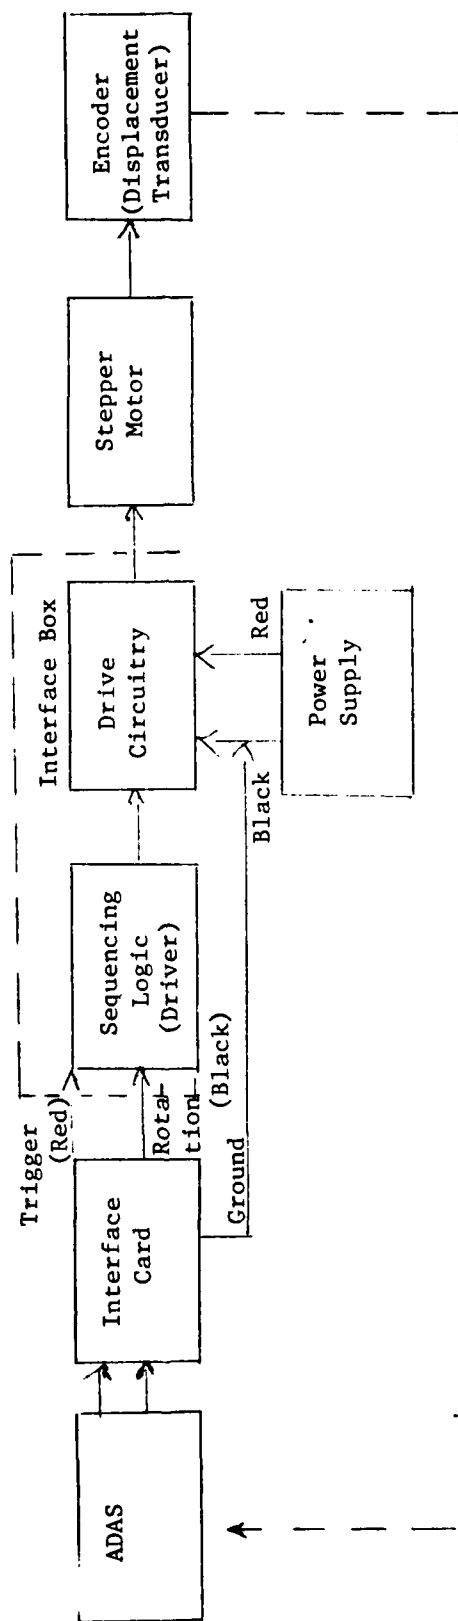 ADAS
Interface
Card
Trigger
(Red)
Rota-
tion
(Black)
Ground
Sequencing
Logic
(Driver)
Interface Box
Drive
Circuitry
Black
Red
Power
Supply
Stepper
Motor
Encoder
(Displacement
Transducer)